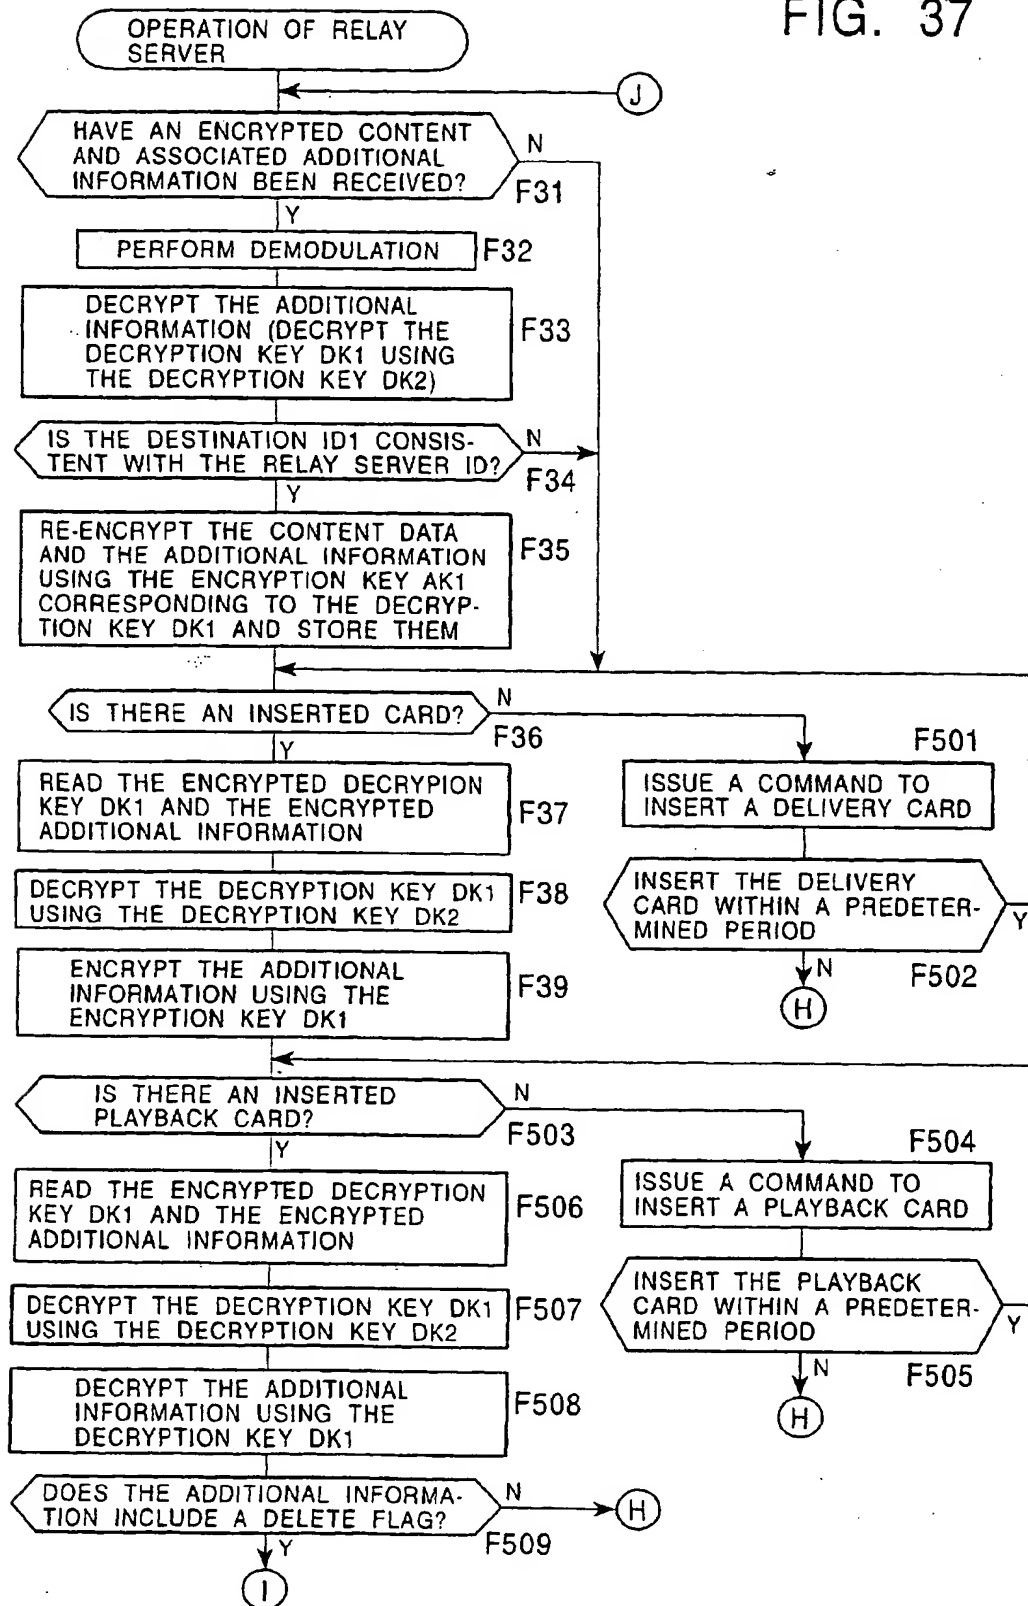 FIG. 37
OPERATION OF RELAY
SERVER
J
HAVE AN ENCRYPTED CONTENT
AND ASSOCIATED ADDITIONAL
INFORMATION BEEN RECEIVED?
N
F31
Y
PERFORM DEMODULATION
F32
DECRYPT THE ADDITIONAL
INFORMATION (DECRYPT THE
DECRYPTION KEY DK1 USING
THE DECRYPTION KEY DK2)
F33
IS THE DESTINATION ID1 CONSIS-
TENT WITH THE RELAY SERVER ID?
N
F34
Y
RE-ENCRYPT THE CONTENT DATA
AND THE ADDITIONAL INFORMATION
USING THE ENCRYPTION KEY AK1
CORRESPONDING TO THE DECRYP-
TION KEY DK1 AND STORE THEM
F35
IS THERE AN INSERTED CARD?
N
F36
Y
F501
ISSUE A COMMAND TO
INSERT A DELIVERY CARD
READ THE ENCRYPTED DECRYPION
KEY DK1 AND THE ENCRYPTED
ADDITIONAL INFORMATION
F37
INSERT THE DELIVERY
CARD WITHIN A PREDETER-
MINED PERIOD
Y
N
F502
H
DECRYPT THE DECRYPTION KEY DK1
USING THE DECRYPTION KEY DK2
F38
ENCRYPT THE ADDITIONAL
INFORMATION USING THE
ENCRYPTION KEY DK1
F39
IS THERE AN INSERTED
PLAYBACK CARD?
N
F503
Y
F504
ISSUE A COMMAND TO
INSERT A PLAYBACK CARD
READ THE ENCRYPTED DECRYPTION
KEY DK1 AND THE ENCRYPTED
ADDITIONAL INFORMATION
F506
INSERT THE PLAYBACK
CARD WITHIN A PREDETER-
MINED PERIOD
Y
N
F505
H
DECRYPT THE DECRYPTION KEY DK1
USING THE DECRYPTION KEY DK2
F507
DECRYPT THE ADDITIONAL
INFORMATION USING THE
DECRYPTION KEY DK1
F508
DOES THE ADDITIONAL INFORMA-
TION INCLUDE A DELETE FLAG?
N
H
F509
Y
I